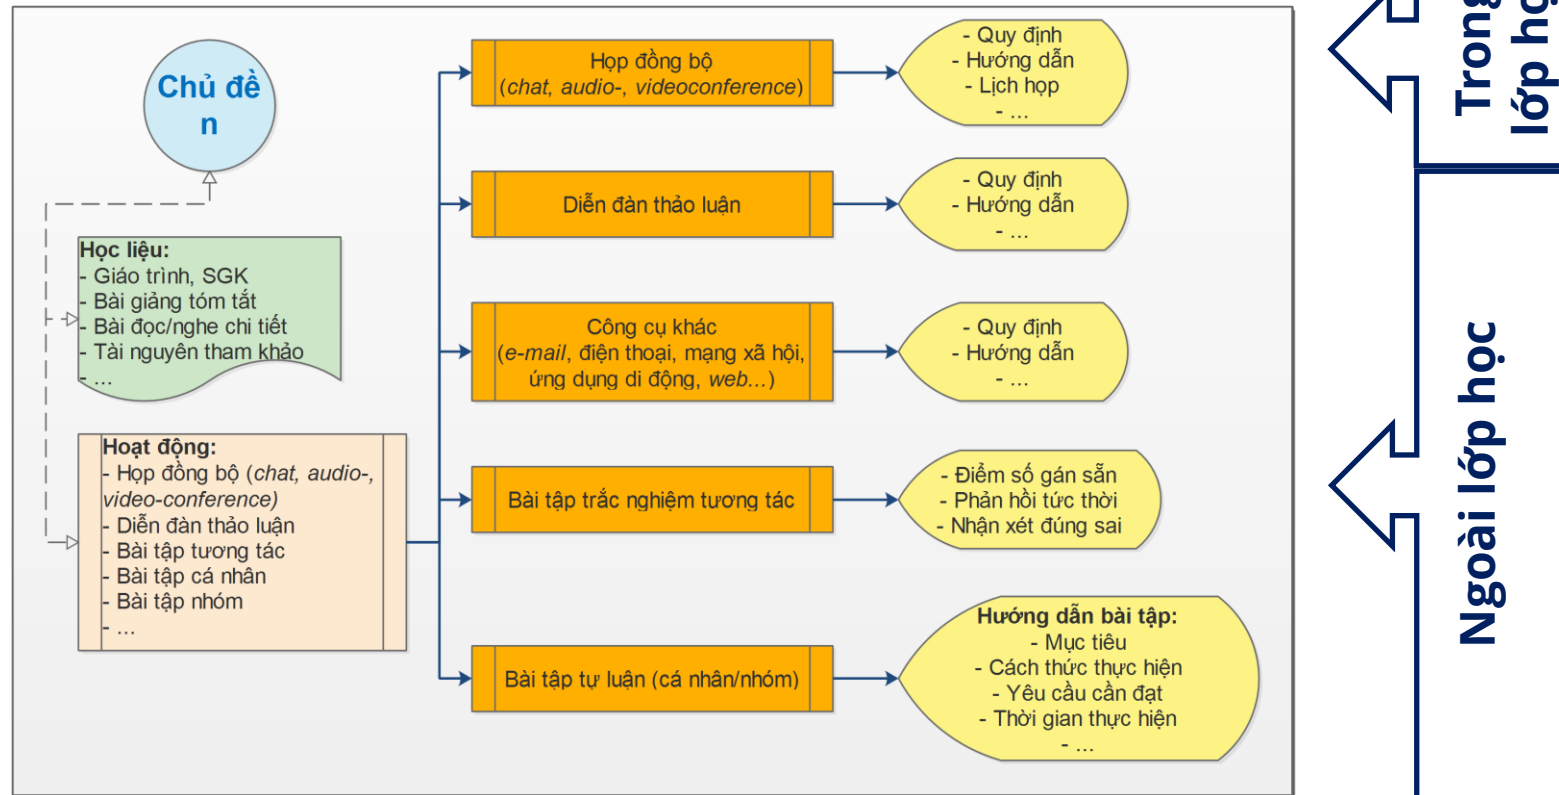 Chủ đề
n
Học liệu:
- Giáo trình, SGK
- Bài giảng tóm tắt
- Bài đọc/nghe chi tiết
- Tài nguyên tham khảo
- ...
Hoạt động:
- Họp đồng bộ (chat, audio-,
video-conference)
- Diễn đàn thảo luận
- Bài tập tương tác
- Bài tập cá nhân
- Bài tập nhóm
- ...
Họp đồng bộ
(chat, audio-, videoconference)
- Quy định
- Hướng dẫn
- Lịch họp
- ...
Diễn đàn thảo luận
- Quy định
- Hướng dẫn
- ...
Công cụ khác
(e-mail, điện thoại, mạng xã hội,
ứng dụng di động, web...)
- Quy định
- Hướng dẫn
- ...
Bài tập trắc nghiệm tương tác
- Điểm số gán sẵn
- Phản hồi tức thời
- Nhận xét đúng sai
Bài tập tự luận (cá nhân/nhóm)
Hướng dẫn bài tập:
- Mục tiêu
- Cách thức thực hiện
- Yêu cầu cần đạt
- Thời gian thực hiện
- ...
Trong
lớp họ
Ngoài lớp học